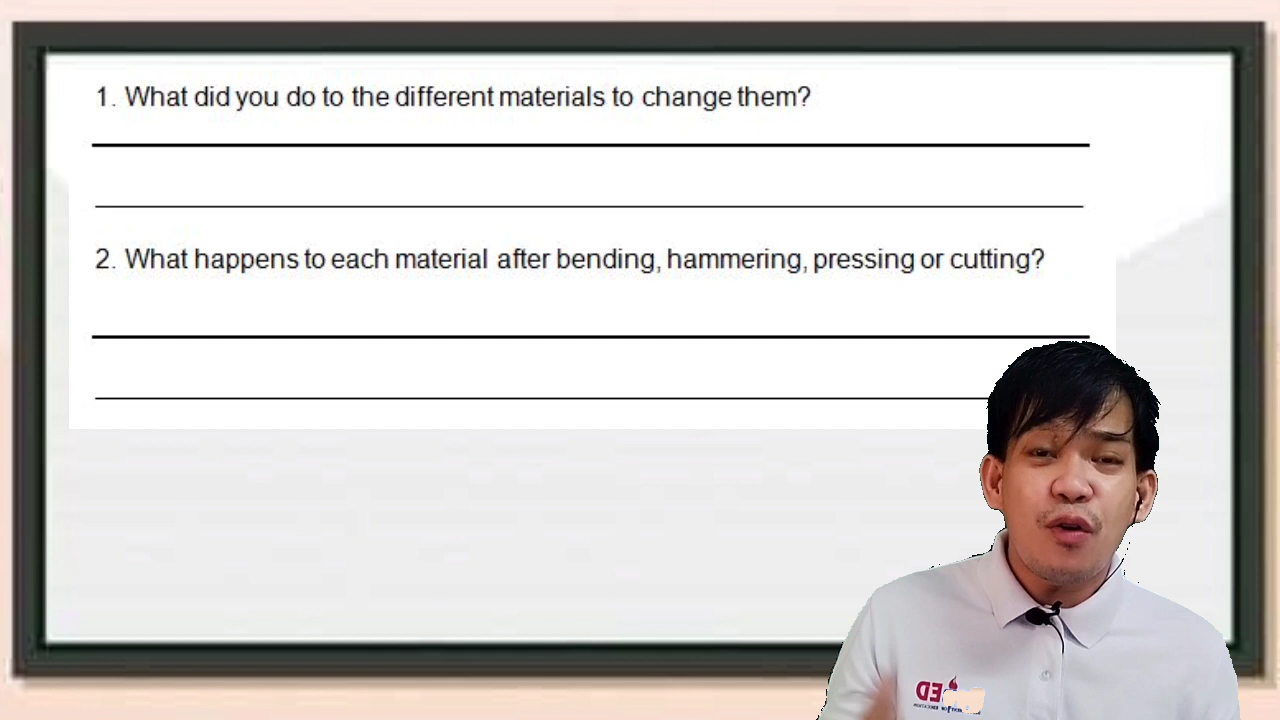 1. What did you do to the different materials to change them?
2. What happens to each material after bending, hammering, pressing or cutting?